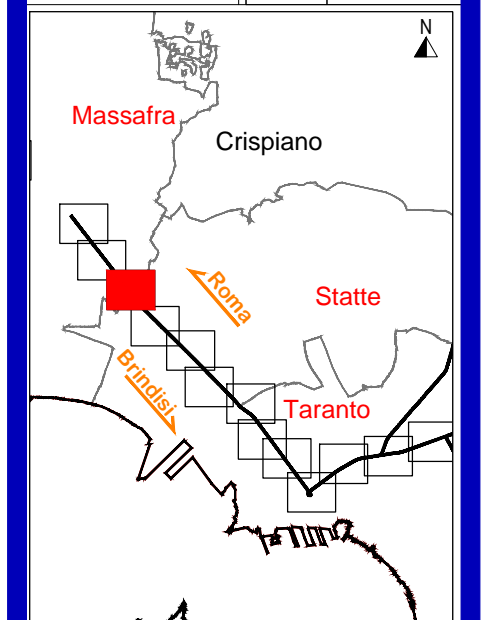 N
Massafra
Crispiano
Roma
Statte
Brindisi
Taranto